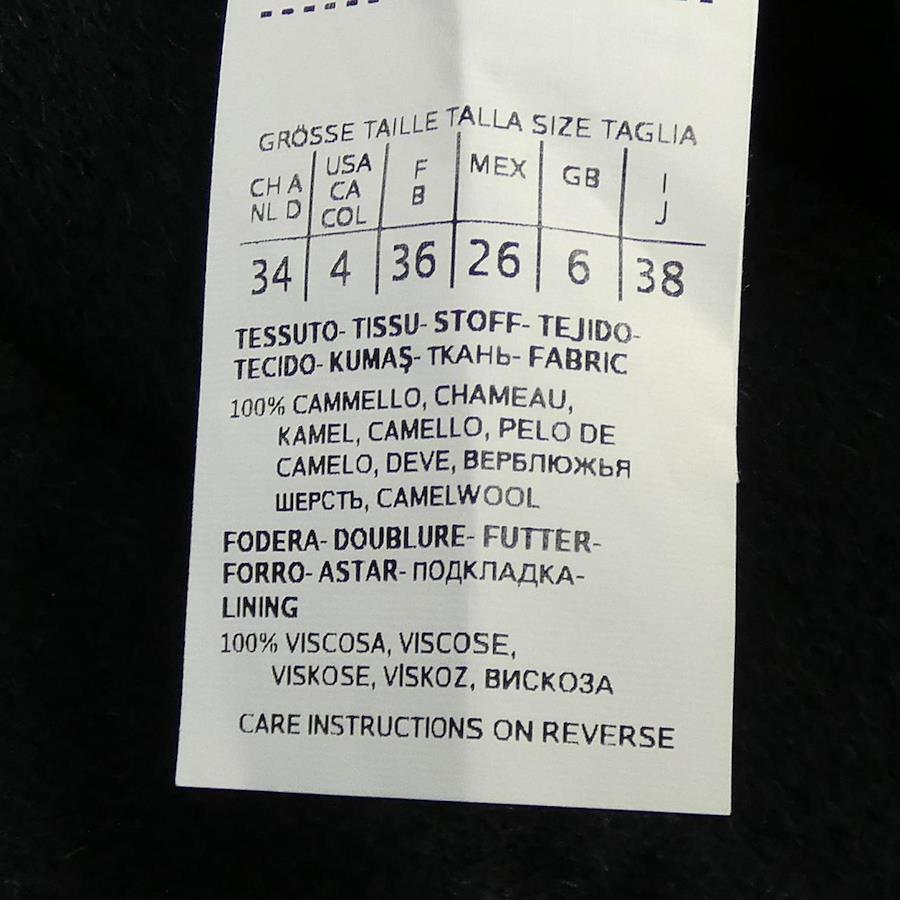 GRÖSSE TAILLE TALLA SIZE TAGLIA
CH A NL D | USA CA COL | F B | MEX | GB | I J
34 | 4 | 36 | 26 | 6 | 38
TESSUTO- TISSU- STOFF- TEJIDO-
TECIDO- KUMAŞ- ТКАНЬ- FABRIC
100% CAMMELLO, CHAMEAU,
KAMEL, CAMELLO, PELO DE
CAMELO, DEVE, ВЕРБЛЮЖЬЯ
ШЕРСТЬ, CAMELWOOL
FODERA- DOUBLURE- FUTTER-
FORRO- ASTAR- ПОДКЛАДКА-
LINING
100% VISCOSA, VISCOSE,
VISKOSE, VİSKOZ, ВИСКОЗА
CARE INSTRUCTIONS ON REVERSE